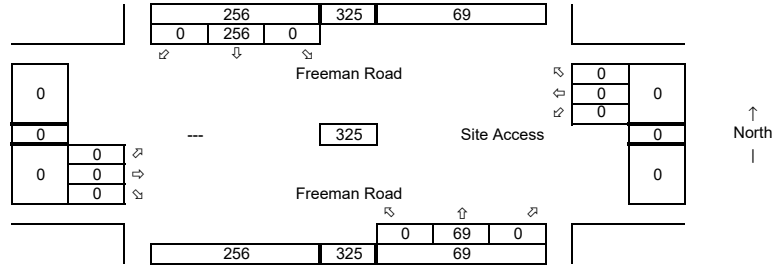 256 325 69
0 256 0
⬃ ⇩ ⬂
Freeman Road
⬁ 0
0 ⇦ 0 0
⬃ 0 ↑
0 --- 325 Site Access 0 North
0 ⬀ |
0 0 ⇨ 0
0 ⬂ Freeman Road
⬁ ⇧ ⬀
0 69 0
256 325 69